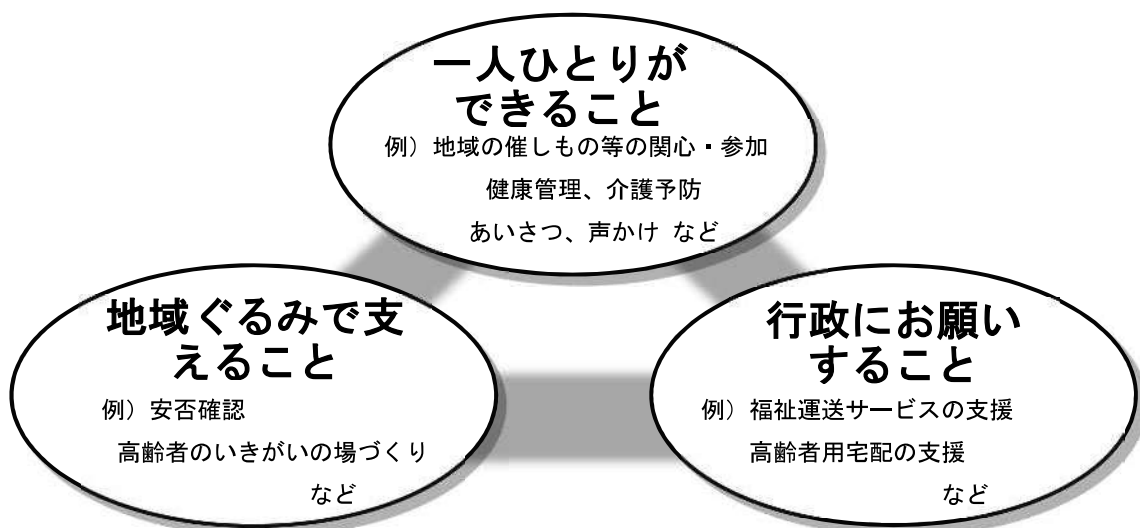 一人ひとりが
できること
例）地域の催しもの等の関心・参加
健康管理、介護予防
あいさつ、声かけ など
地域ぐるみで支
えること
例）安否確認
高齢者のいきがいの場づくり
など
行政にお願い
すること
例）福祉運送サービスの支援
高齢者用宅配の支援
など